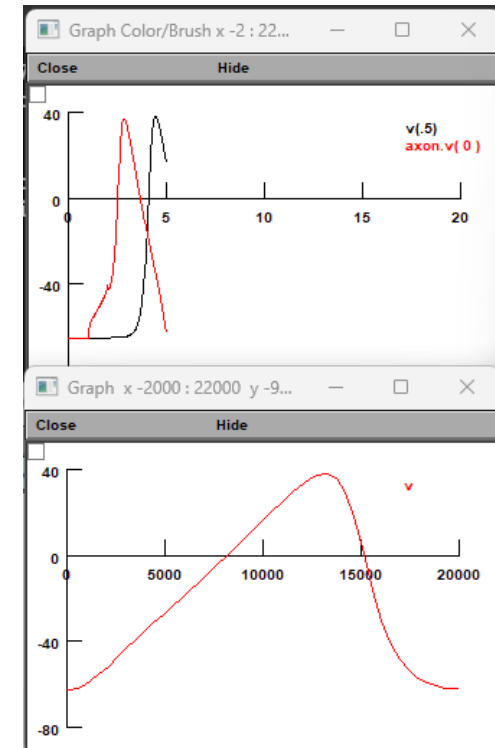 Graph Color/Brush x -2 : 22...
Close Hide
40
v(.5)
axon.v( 0 )
0
0 5 10 15 20
-40
Graph x -2000 : 22000 y -9...
Close Hide
40
v
0
0 5000 10000 15000 20000
-40
-80